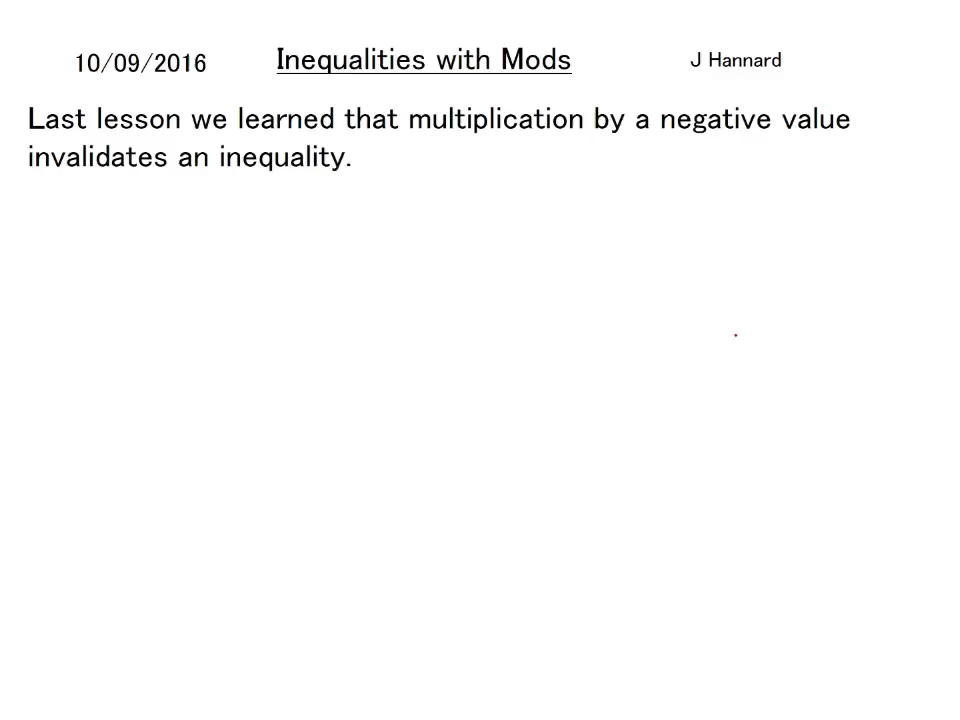 10/09/2016 Inequalities with Mods J Hannard
Last lesson we learned that multiplication by a negative value
invalidates an inequality.